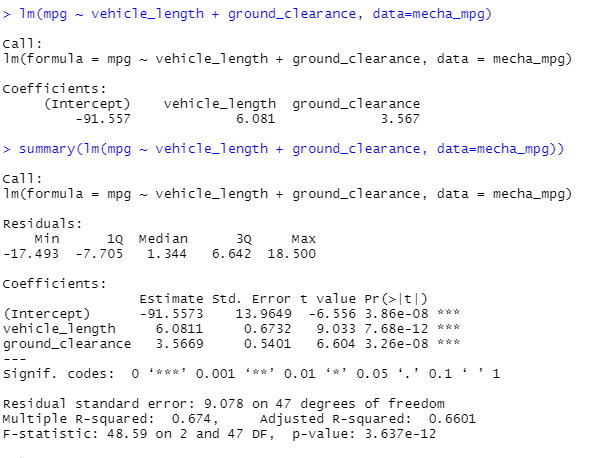 > lm(mpg ~ vehicle_length + ground_clearance, data=mecha_mpg)
Call:
lm(formula = mpg ~ vehicle_length + ground_clearance, data = mecha_mpg)
Coefficients:
     (Intercept)    vehicle_length  ground_clearance
         -91.557             6.081             3.567
> summary(lm(mpg ~ vehicle_length + ground_clearance, data=mecha_mpg))
Call:
lm(formula = mpg ~ vehicle_length + ground_clearance, data = mecha_mpg)
Residuals:
    Min      1Q  Median      3Q     Max
-17.493  -7.705   1.344   6.642  18.500
Coefficients:
                 Estimate Std. Error t value Pr(>|t|)
(Intercept)      -91.5573    13.9649  -6.556 3.86e-08 ***
vehicle_length     6.0811     0.6732   9.033 7.68e-12 ***
ground_clearance   3.5669     0.5401   6.604 3.26e-08 ***
---
Signif. codes:  0 ‘***’ 0.001 ‘**’ 0.01 ‘*’ 0.05 ‘.’ 0.1 ‘ ’ 1
Residual standard error: 9.078 on 47 degrees of freedom
Multiple R-squared:  0.674,     Adjusted R-squared:  0.6601
F-statistic: 48.59 on 2 and 47 DF,  p-value: 3.637e-12